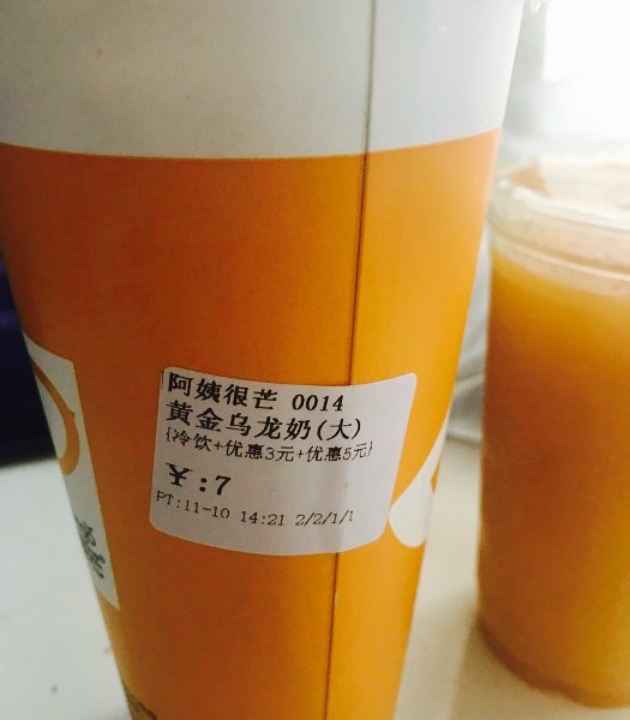 阿姨很芒 0014
黄金乌龙奶(大)
{冷饮+优惠3元+优惠5元}
¥:7
PT:11-10 14:21 2/2/1/1